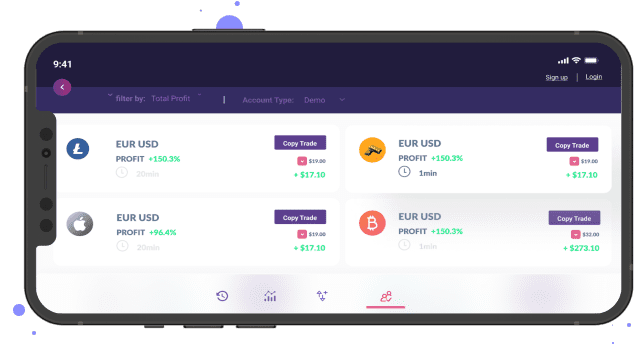 9:41
Sign up | Login
filter by: Total Profit | Account Type: Demo
EUR USD
Copy Trade
PROFIT +150.3%
$19.00
20min
+ $17.10
EUR USD
Copy Trade
PROFIT +150.3%
$19.00
1min
+ $17.10
EUR USD
Copy Trade
PROFIT +96.4%
$19.00
20min
+ $17.10
EUR USD
Copy Trade
PROFIT +150.3%
$32.00
1min
+ $273.10